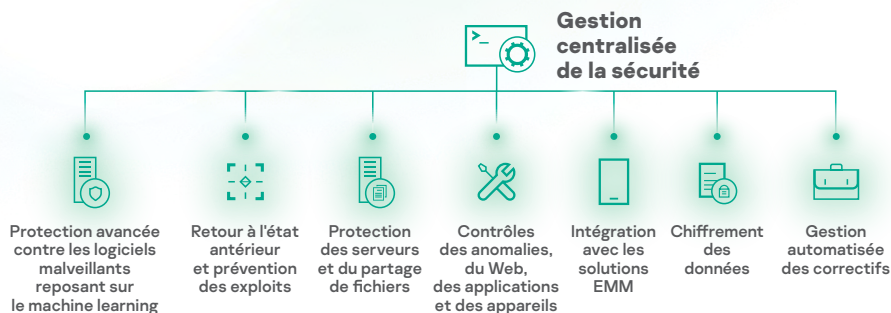 Gestion
centralisée
de la sécurité
Protection avancée
contre les logiciels
malveillants
reposant sur
le machine learning
Retour à l'état
antérieur
et prévention
des exploits
Protection
des serveurs
et du partage
de fichiers
Contrôles
des anomalies,
du Web,
des applications
et des appareils
Intégration
avec les
solutions
EMM
Chiffrement
des
données
Gestion
automatisée
des correctifs